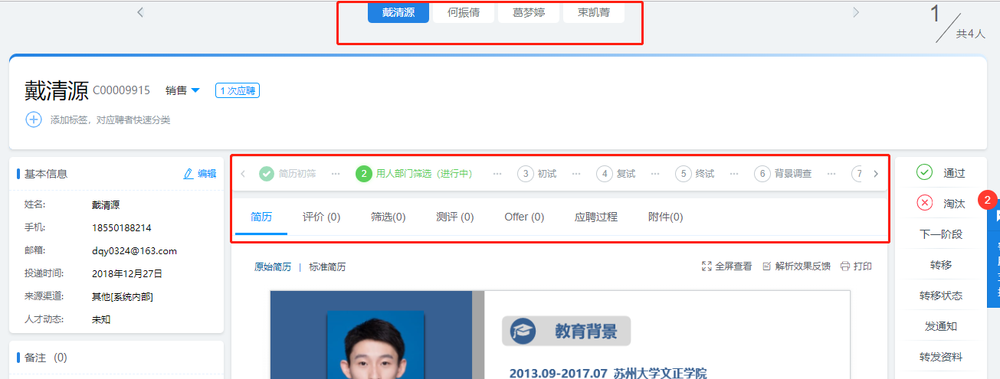 戴清源 何振倩 葛梦婷 束凯菁
1
共4人
戴清源 C00009915 销售 1 次应聘
添加标签，对应聘者快速分类
基本信息 编辑
姓名: 戴清源
手机: 18550188214
邮箱: dqy0324@163.com
投递时间: 2018年12月27日
来源渠道: 其他[系统内部]
人才动态: 未知
备注 (0)
简历初筛 ··· 2 用人部门筛选（进行中） ··· 3 初试 ··· 4 复试 ··· 5 终试 ··· 6 背景调查 ··· 7
简历 评价 (0) 筛选(0) 测评 (0) Offer (0) 应聘过程 附件(0)
原始简历 | 标准简历 全屏查看 解析效果反馈 打印
教育背景
2013.09-2017.07 苏州大学文正学院
通过
淘汰
下一阶段
转移
转移状态
发通知
转发资料
2